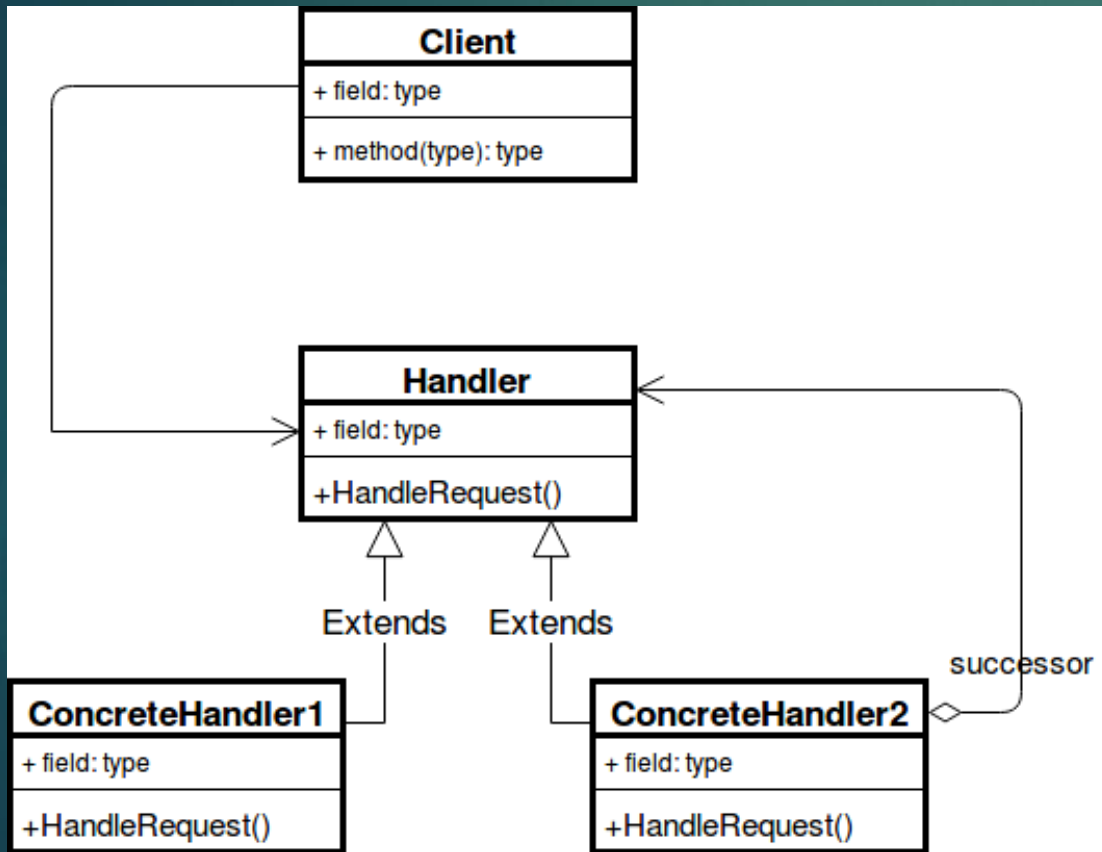 Client
+ field: type
+ method(type): type
Handler
+ field: type
+HandleRequest()
Extends
Extends
successor
ConcreteHandler1
+ field: type
+HandleRequest()
ConcreteHandler2
+ field: type
+HandleRequest()